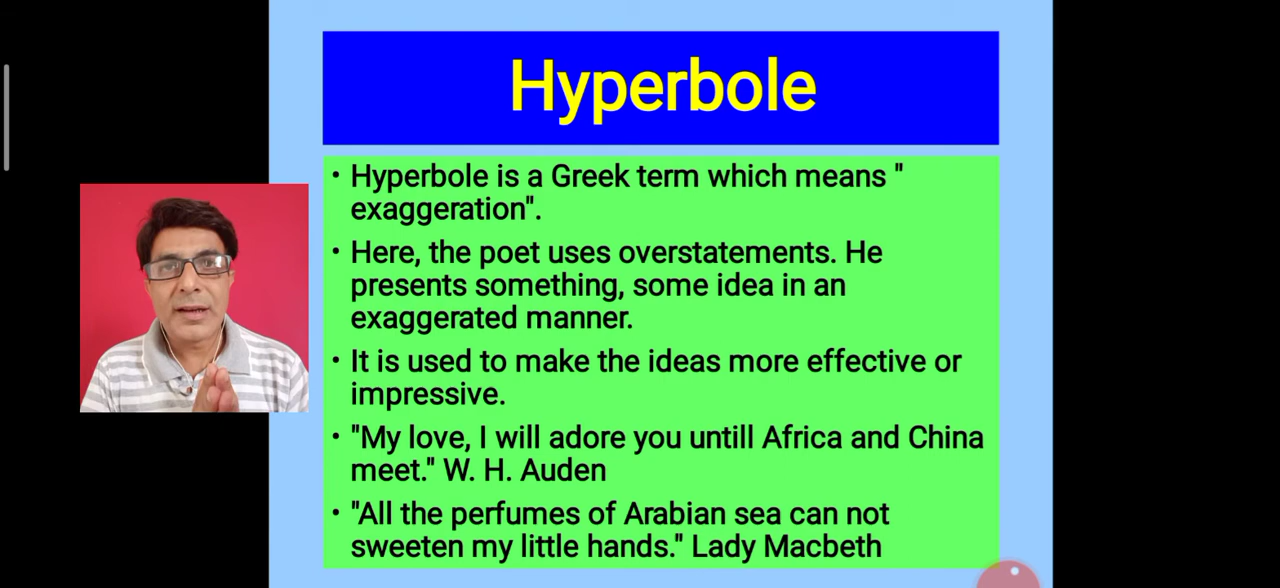 Hyperbole
• Hyperbole is a Greek term which means "
exaggeration".
• Here, the poet uses overstatements. He
presents something, some idea in an
exaggerated manner.
• It is used to make the ideas more effective or
impressive.
• "My love, I will adore you untill Africa and China
meet." W. H. Auden
• "All the perfumes of Arabian sea can not
sweeten my little hands." Lady Macbeth